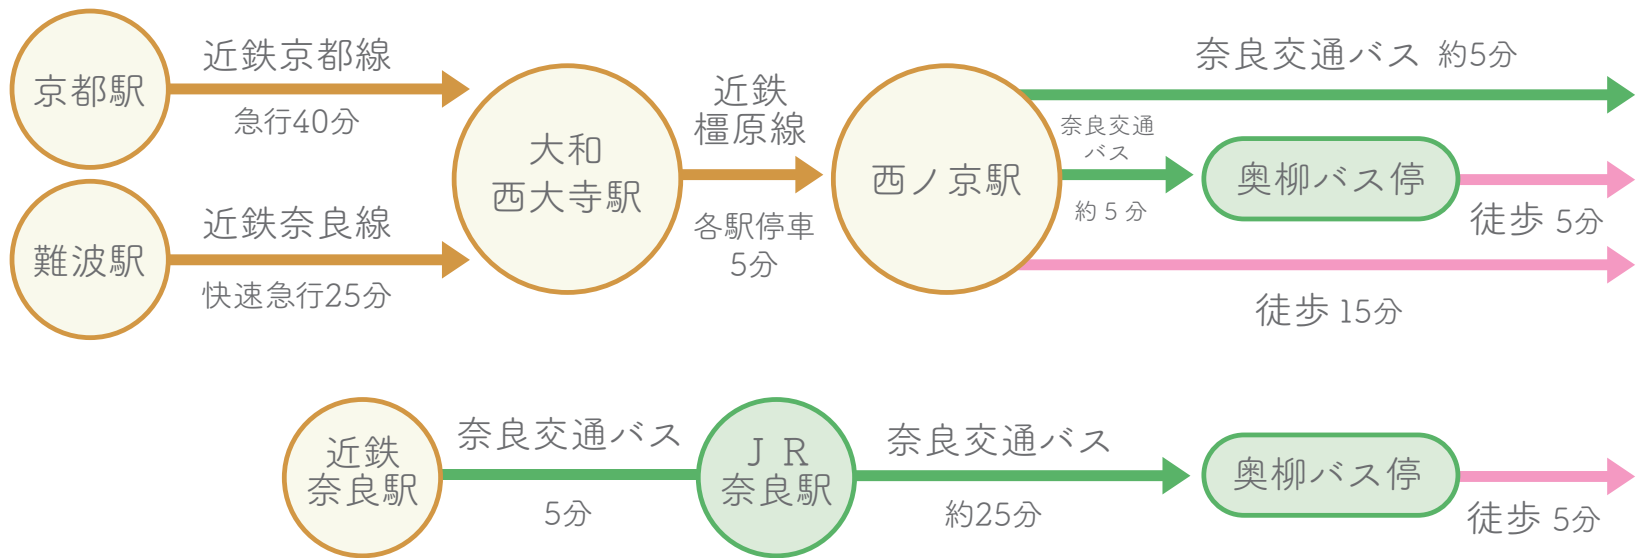 京都駅
近鉄京都線
急行40分
難波駅
近鉄奈良線
快速急行25分
大和
西大寺駅
近鉄
橿原線
各駅停車
5分
西ノ京駅
奈良交通バス 約5分
奈良交通
バス
約5分
奥柳バス停
徒歩 5分
徒歩 15分
近鉄
奈良駅
奈良交通バス
5分
JR
奈良駅
奈良交通バス
約25分
奥柳バス停
徒歩 5分